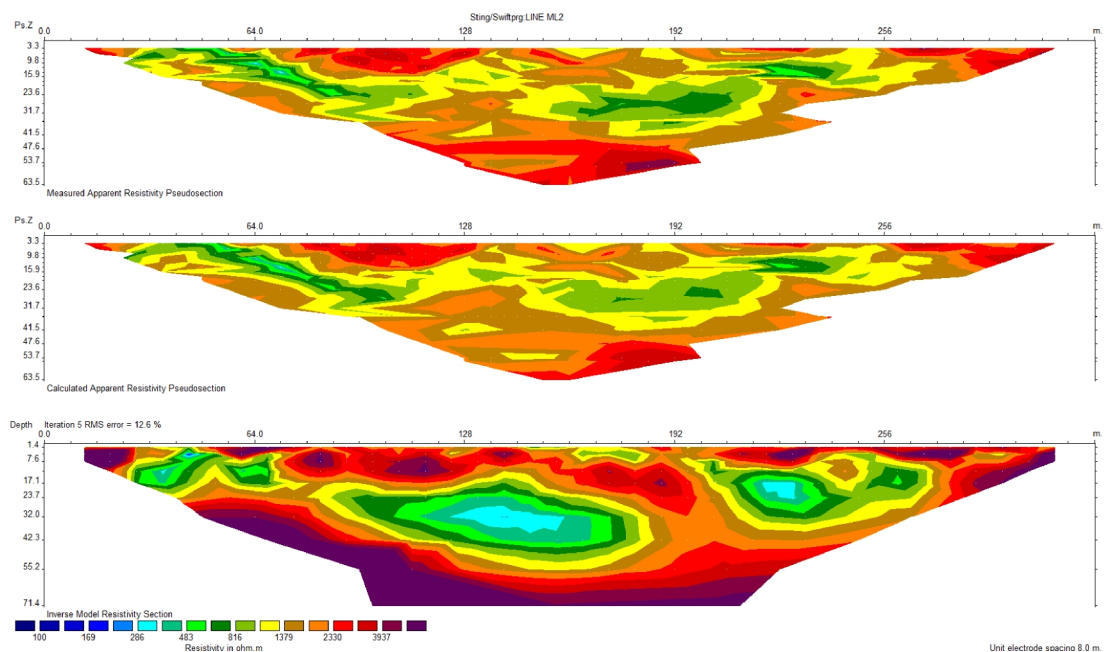 Sting/Swiftprg:LINE ML2
Ps.Z
0.0 64.0 128 192 256 m.
3.3
9.8
15.9
23.6
31.7
41.5
47.6
53.7
63.5
Measured Apparent Resistivity Pseudosection
Ps.Z
0.0 64.0 128 192 256 m.
3.3
9.8
15.9
23.6
31.7
41.5
47.6
53.7
63.5
Calculated Apparent Resistivity Pseudosection
Depth Iteration 5 RMS error = 12.6 %
0.0 64.0 128 192 256 m.
1.4
7.6
17.1
23.7
32.0
42.3
55.2
71.4
Inverse Model Resistivity Section
100 169 286 483 816 1379 2330 3937
Resistivity in ohm.m
Unit electrode spacing 8.0 m.